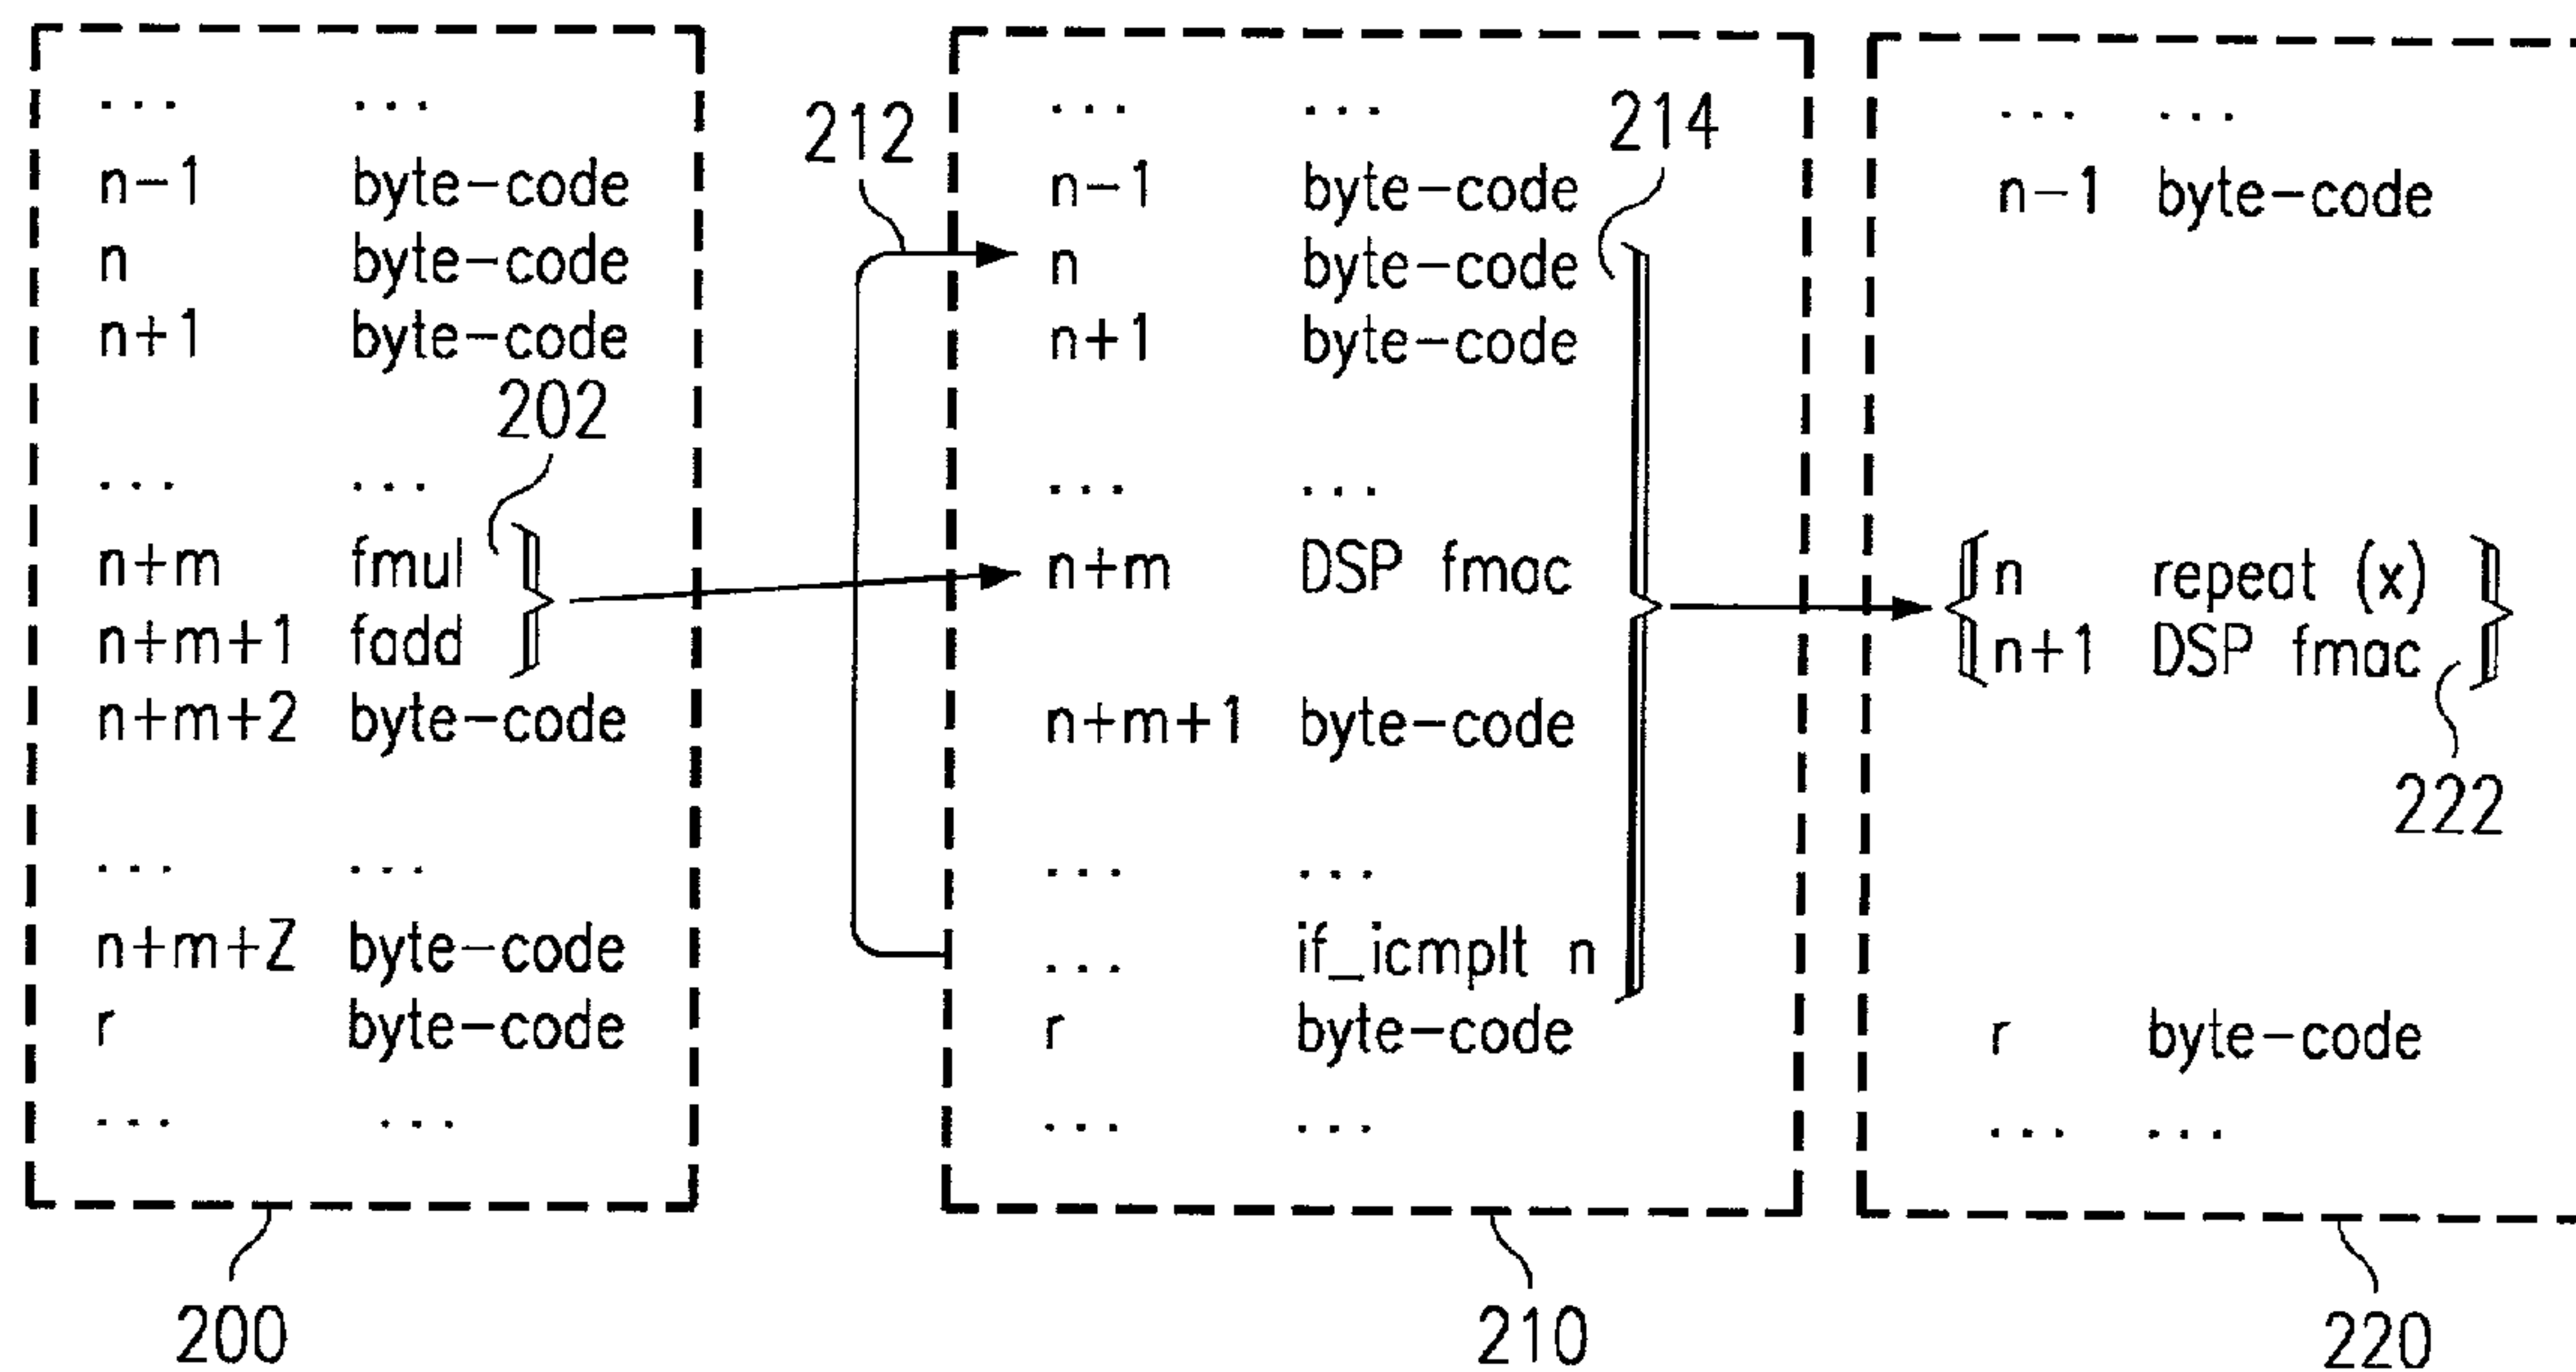 ... ...
n-1 byte-code
n byte-code
n+1 byte-code
202
... ...
n+m fmul
n+m+1 fadd
n+m+2 byte-code
... ...
n+m+Z byte-code
r byte-code
... ...
200
212
... ...
214
n-1 byte-code
n byte-code
n+1 byte-code
... ...
n+m DSP fmac
n+m+1 byte-code
... ...
... if_icmplt n
r byte-code
... ...
210
... ...
n-1 byte-code
n repeat (x)
n+1 DSP fmac
222
r byte-code
... ...
220